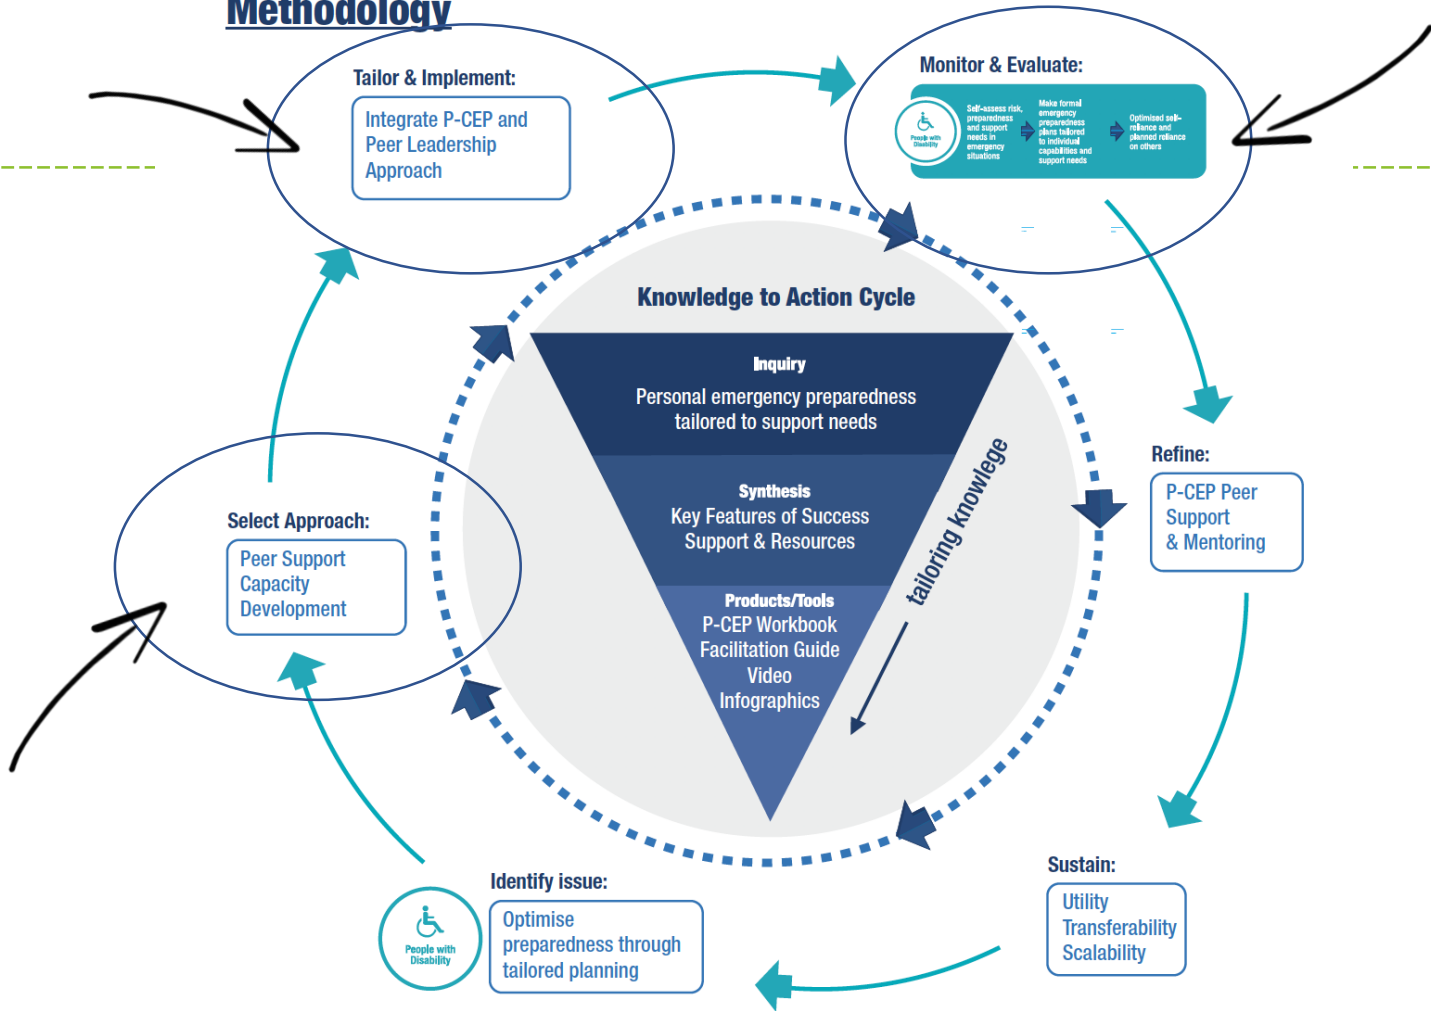 Methodology
Tailor & Implement:
Integrate P-CEP and
Peer Leadership
Approach
Monitor & Evaluate:
People with
Disability
Self-assess risk,
preparedness
and support
needs in
emergency
situations
Make formal
emergency
preparedness
plans tailored
to individual
capabilities and
support needs
Optimised self-
reliance and
planned reliance
on others
Knowledge to Action Cycle
Inquiry
Personal emergency preparedness
tailored to support needs
Synthesis
Key Features of Success
Support & Resources
Products/Tools
P-CEP Workbook
Facilitation Guide
Video
Infographics
tailoring knowlege
Refine:
P-CEP Peer
Support
& Mentoring
Select Approach:
Peer Support
Capacity
Development
Sustain:
Utility
Transferability
Scalability
Identify issue:
Optimise
preparedness through
tailored planning
People with
Disability